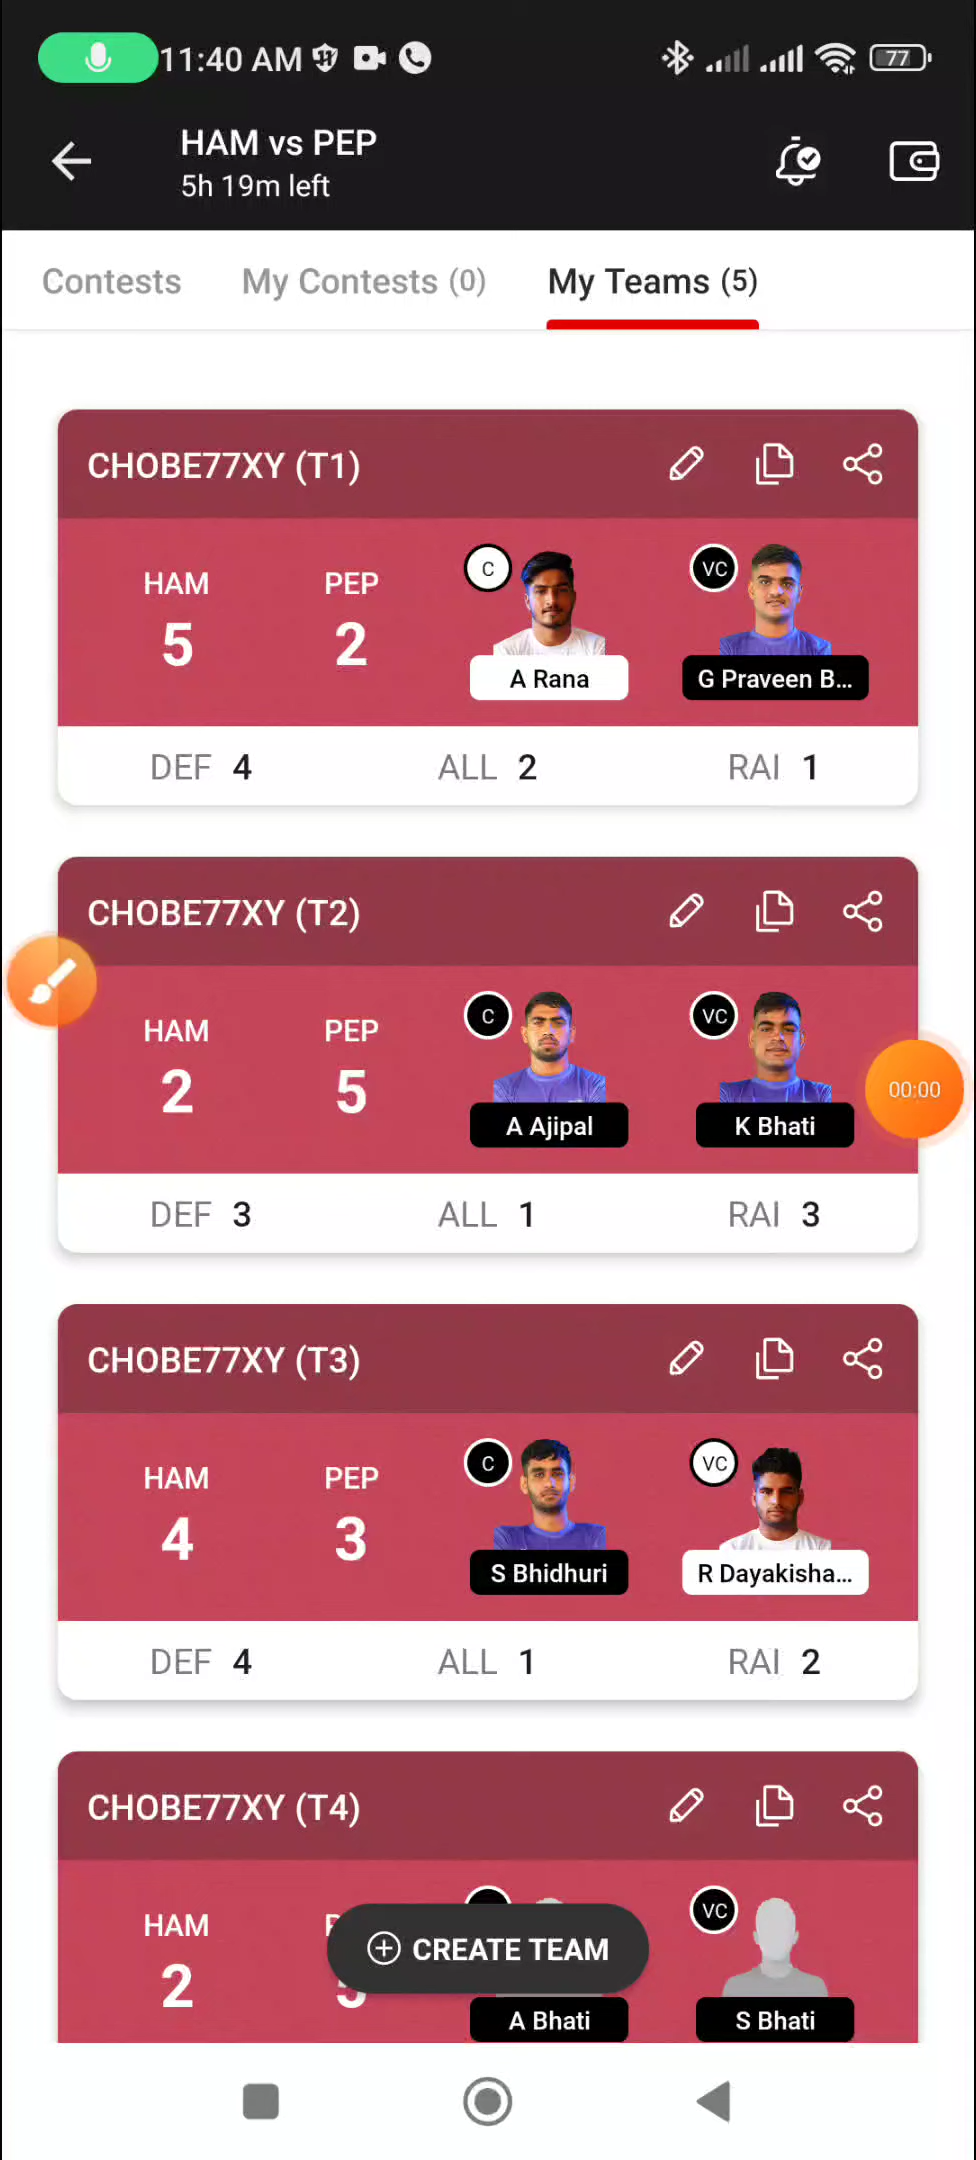 11:40 AM
77
HAM vs PEP
5h 19m left
Contests
My Contests (0)
My Teams (5)
CHOBE77XY (T1)
HAM
PEP
5
2
C
VC
A Rana
G Praveen B...
DEF 4
ALL 2
RAI 1
CHOBE77XY (T2)
HAM
PEP
2
5
C
VC
A Ajipal
K Bhati
00:00
DEF 3
ALL 1
RAI 3
CHOBE77XY (T3)
HAM
PEP
4
3
C
VC
S Bhidhuri
R Dayakisha...
DEF 4
ALL 1
RAI 2
CHOBE77XY (T4)
HAM
2
5
VC
CREATE TEAM
A Bhati
S Bhati